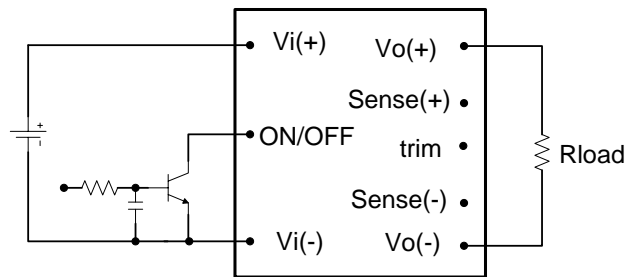 Vi(+)
Vo(+)
Sense(+)
ON/OFF
trim
Rload
Sense(-)
Vi(-)
Vo(-)